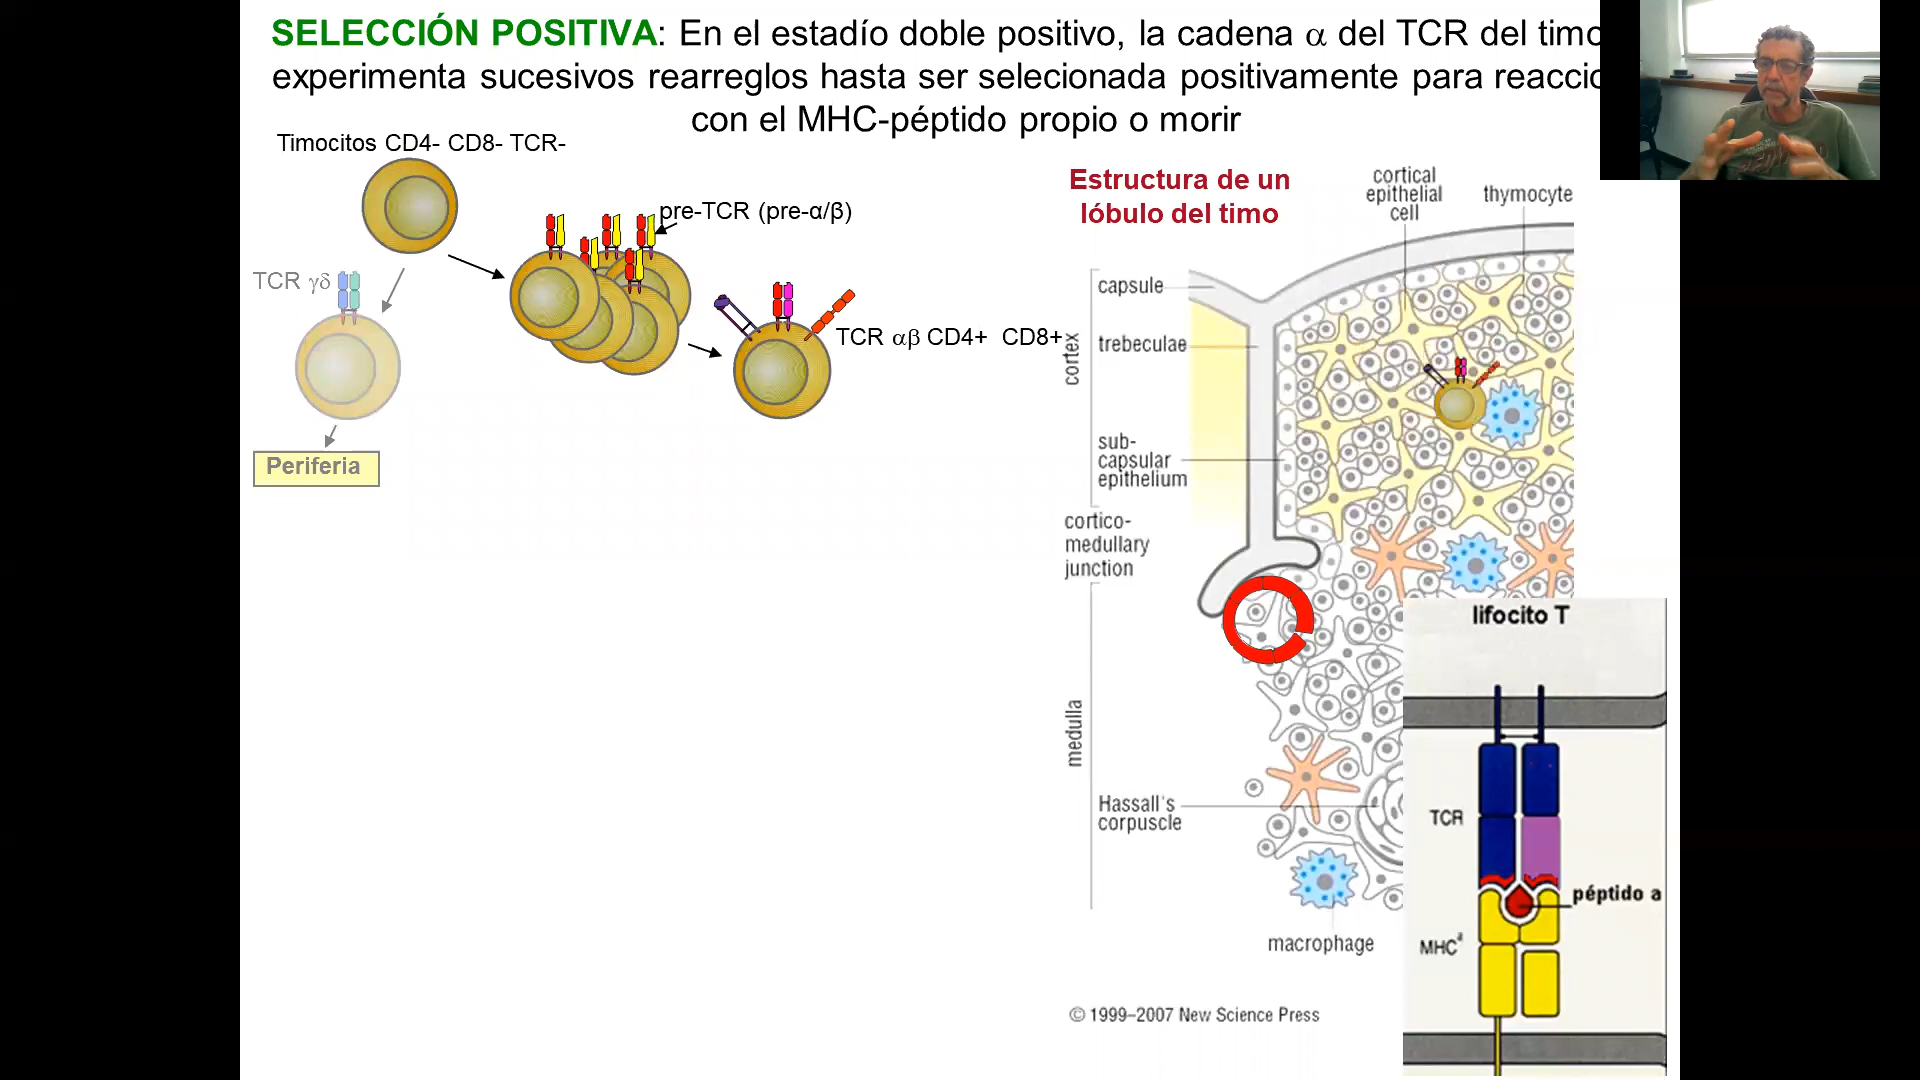 SELECCIÓN POSITIVA: En el estadío doble positivo, la cadena α del TCR del timo
experimenta sucesivos rearreglos hasta ser selecionada positivamente para reaccio
con el MHC-péptido propio o morir
Timocitos CD4- CD8- TCR-
pre-TCR (pre-α/β)
TCR γδ
TCR αβ CD4+ CD8+
Periferia
Estructura de un
lóbulo del timo
cortical
epithelial
cell
thymocyte
capsule
trebeculae
cortex
sub-
capsular
epithelium
cortico-
medullary
junction
medulla
Hassall's
corpuscle
macrophage
© 1999–2007 New Science Press
lifocito T
TCR
péptido a
MHCª